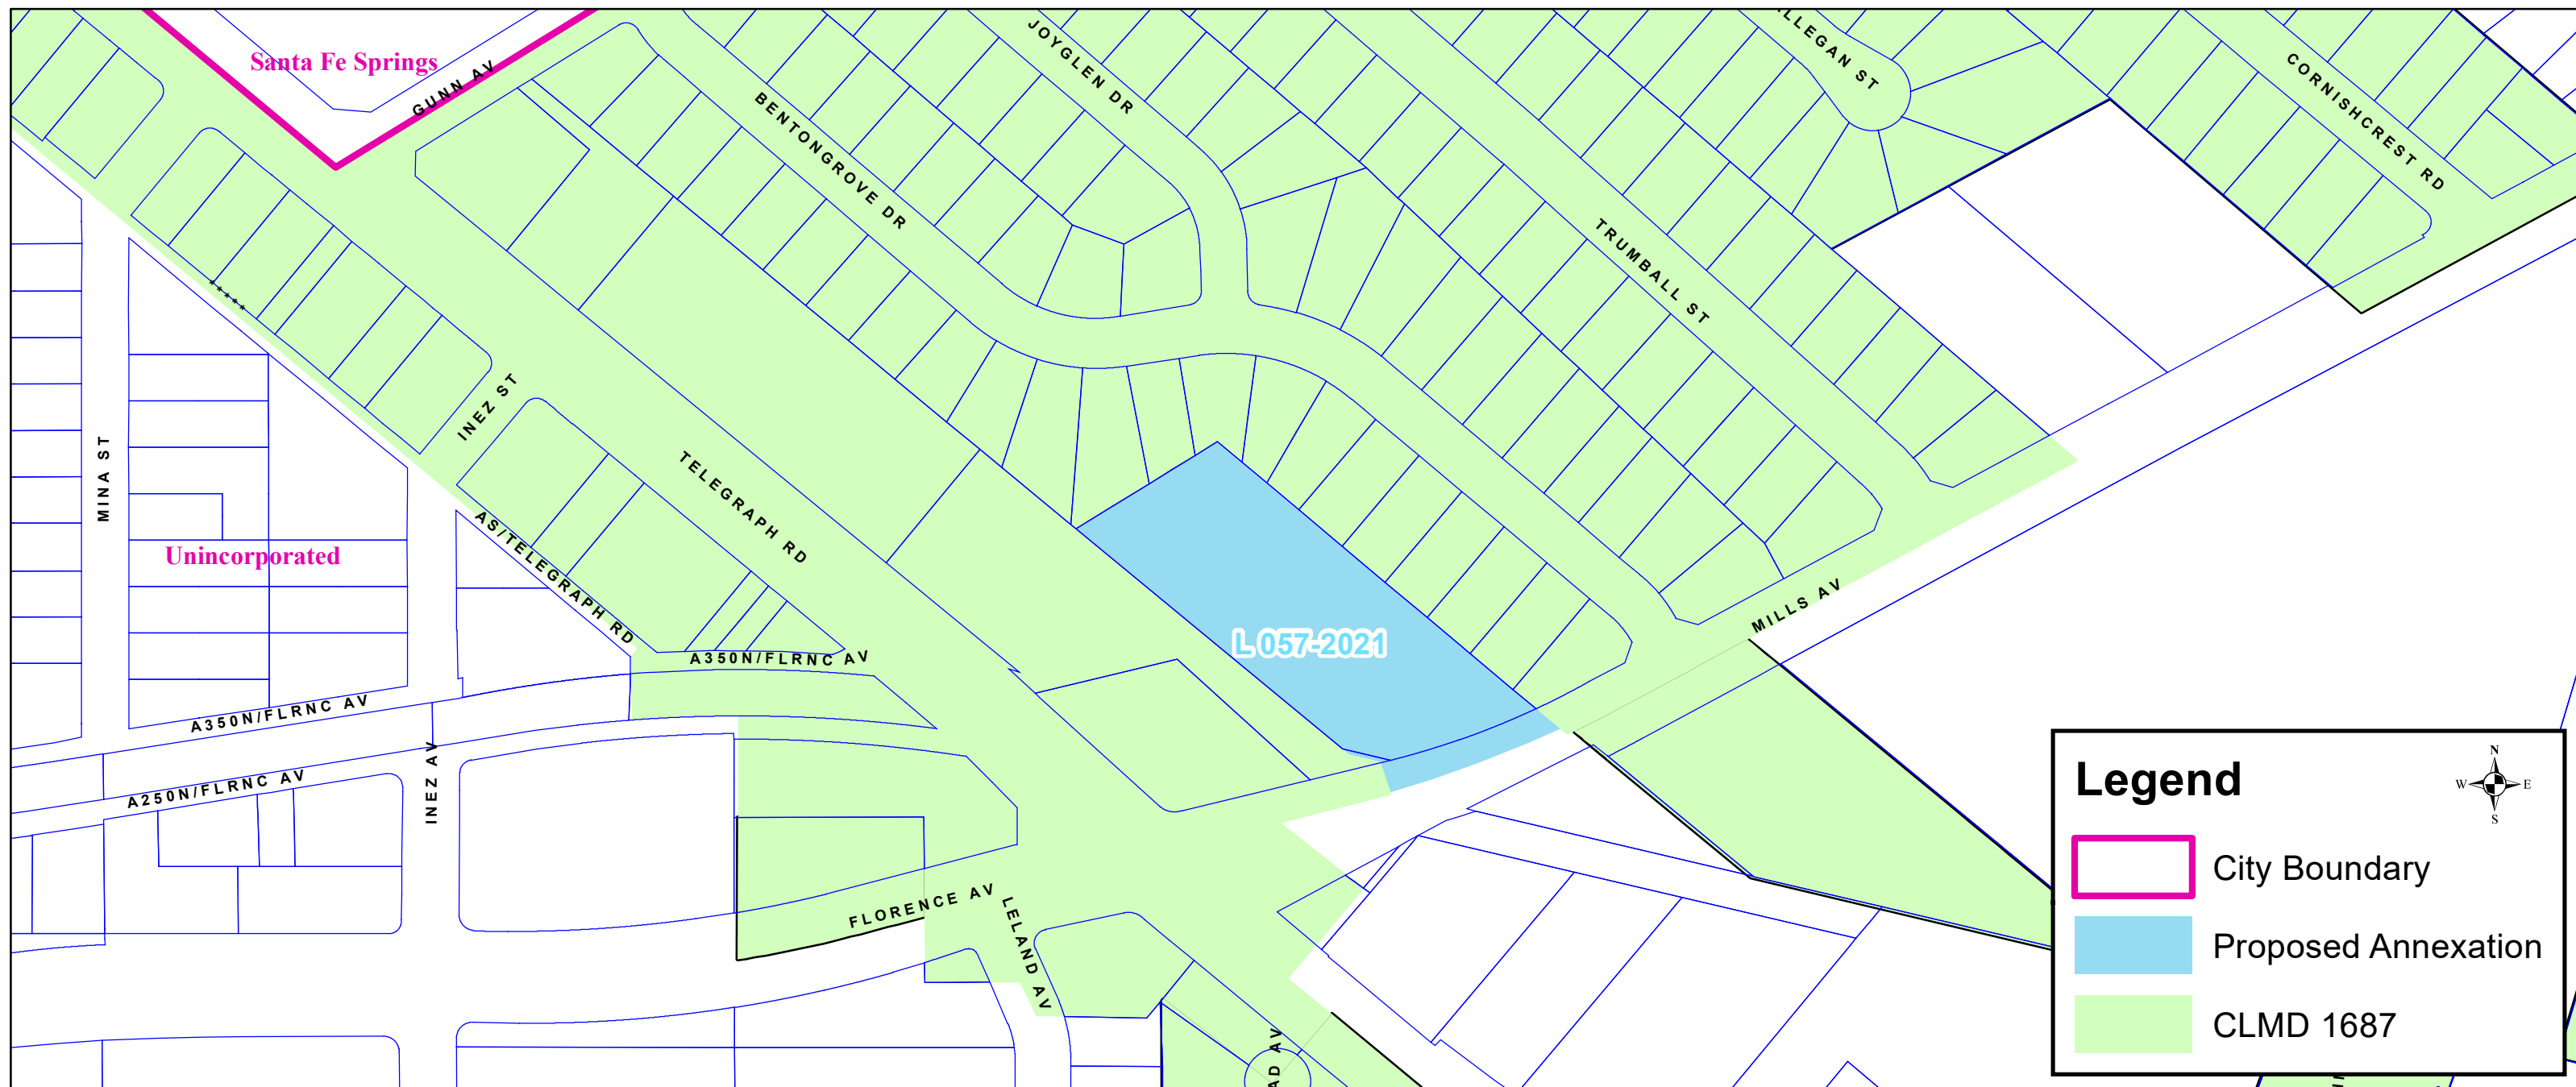 Santa Fe Springs
GUNN AV
BENTONGROVE DR
JOYGLEN DR
LLEGAN ST
CORNISHCREST RD
TRUMBALL ST
INEZ ST
MINA ST
TELEGRAPH RD
Unincorporated
AS/TELEGRAPH RD
L 057-2021
MILLS AV
A350N/FLRNC AV
A350N/FLRNC AV
A250N/FLRNC AV
INEZ AV
FLORENCE AV
LELAND AV
AD AV
Legend
N
W E
S
City Boundary
Proposed Annexation
CLMD 1687